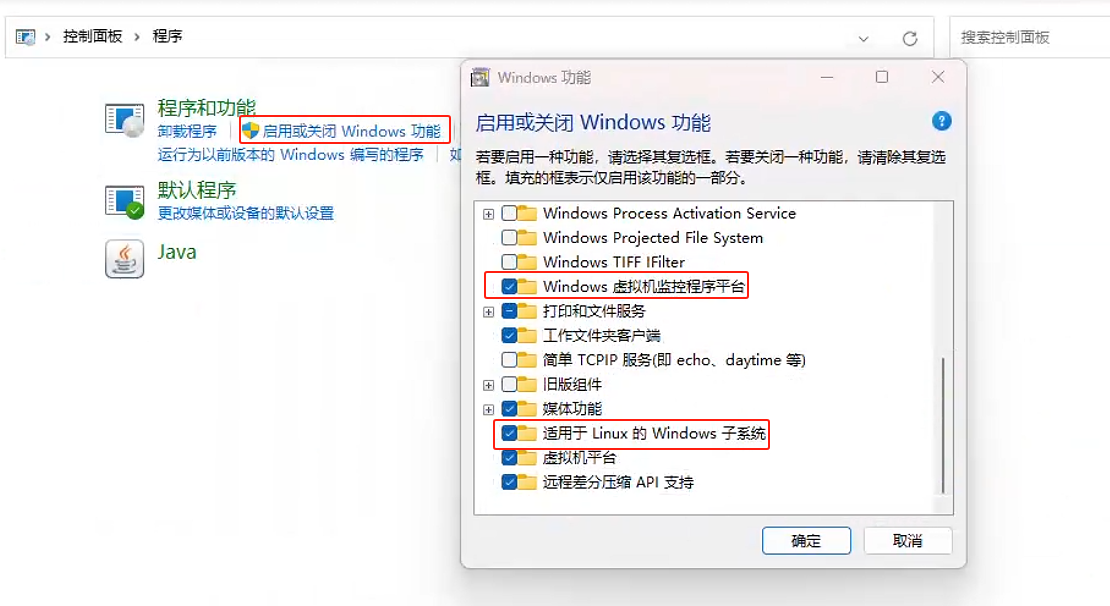 控制面板 程序
搜索控制面板
程序和功能
卸载程序 启用或关闭 Windows 功能
运行为以前版本的 Windows 编写的程序 如
默认程序
更改媒体或设备的默认设置
Java
Windows 功能
启用或关闭 Windows 功能
若要启用一种功能，请选择其复选框。若要关闭一种功能，请清除其复选
框。填充的框表示仅启用该功能的一部分。
Windows Process Activation Service
Windows Projected File System
Windows TIFF IFilter
Windows 虚拟机监控程序平台
打印和文件服务
工作文件夹客户端
简单 TCPIP 服务(即 echo、daytime 等)
旧版组件
媒体功能
适用于 Linux 的 Windows 子系统
虚拟机平台
远程差分压缩 API 支持
确定 取消